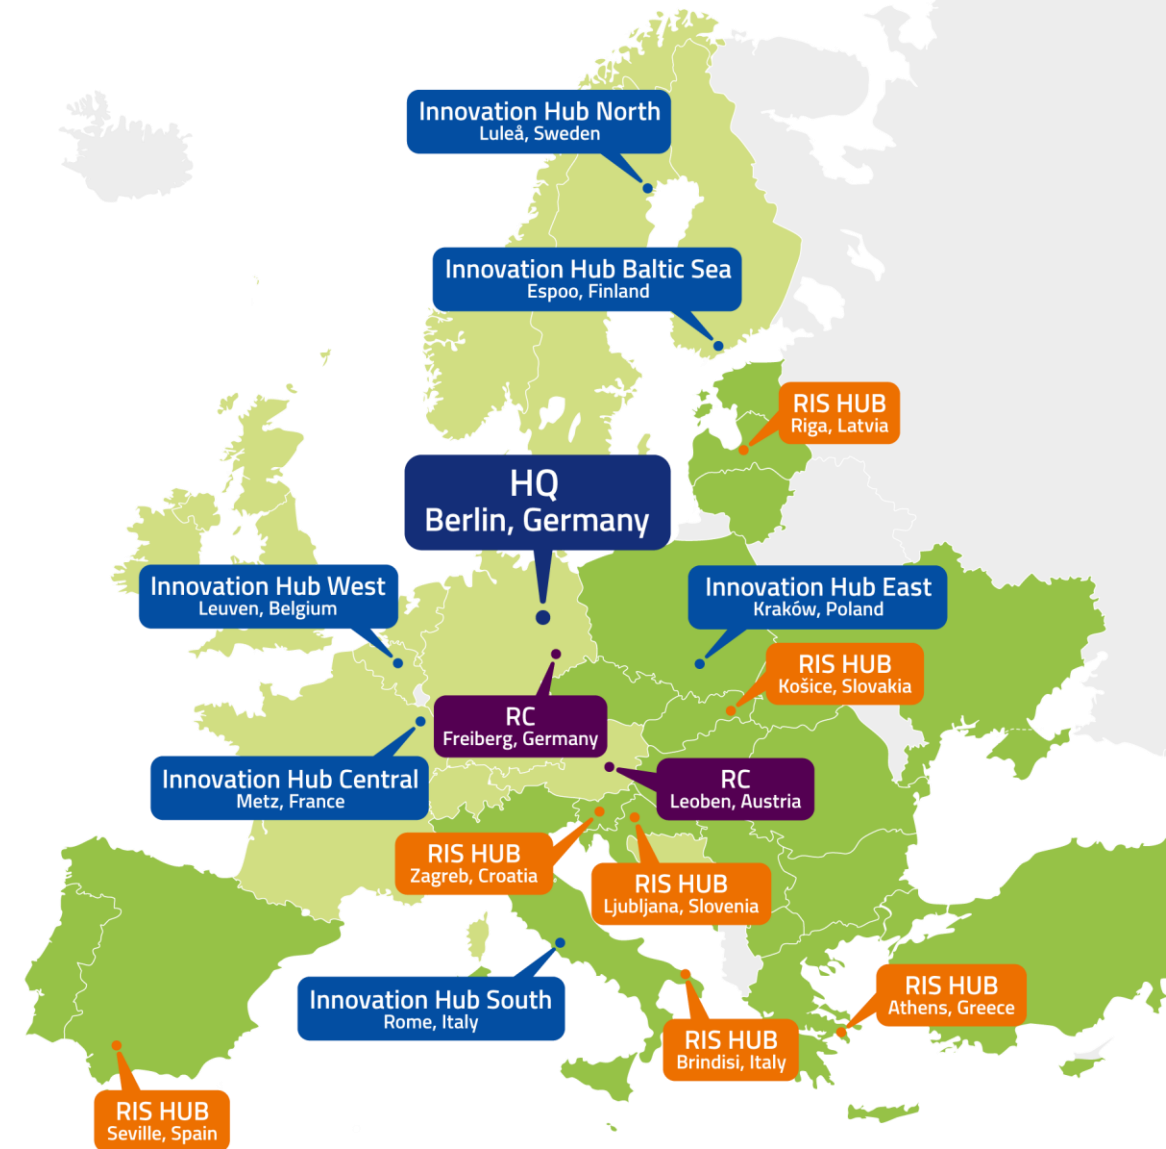 Innovation Hub North
Luleå, Sweden
Innovation Hub Baltic Sea
Espoo, Finland
RIS HUB
Riga, Latvia
HQ
Berlin, Germany
Innovation Hub West
Leuven, Belgium
Innovation Hub East
Kraków, Poland
RIS HUB
Košice, Slovakia
RC
Freiberg, Germany
Innovation Hub Central
Metz, France
RC
Leoben, Austria
RIS HUB
Zagreb, Croatia
RIS HUB
Ljubljana, Slovenia
Innovation Hub South
Rome, Italy
RIS HUB
Athens, Greece
RIS HUB
Brindisi, Italy
RIS HUB
Seville, Spain